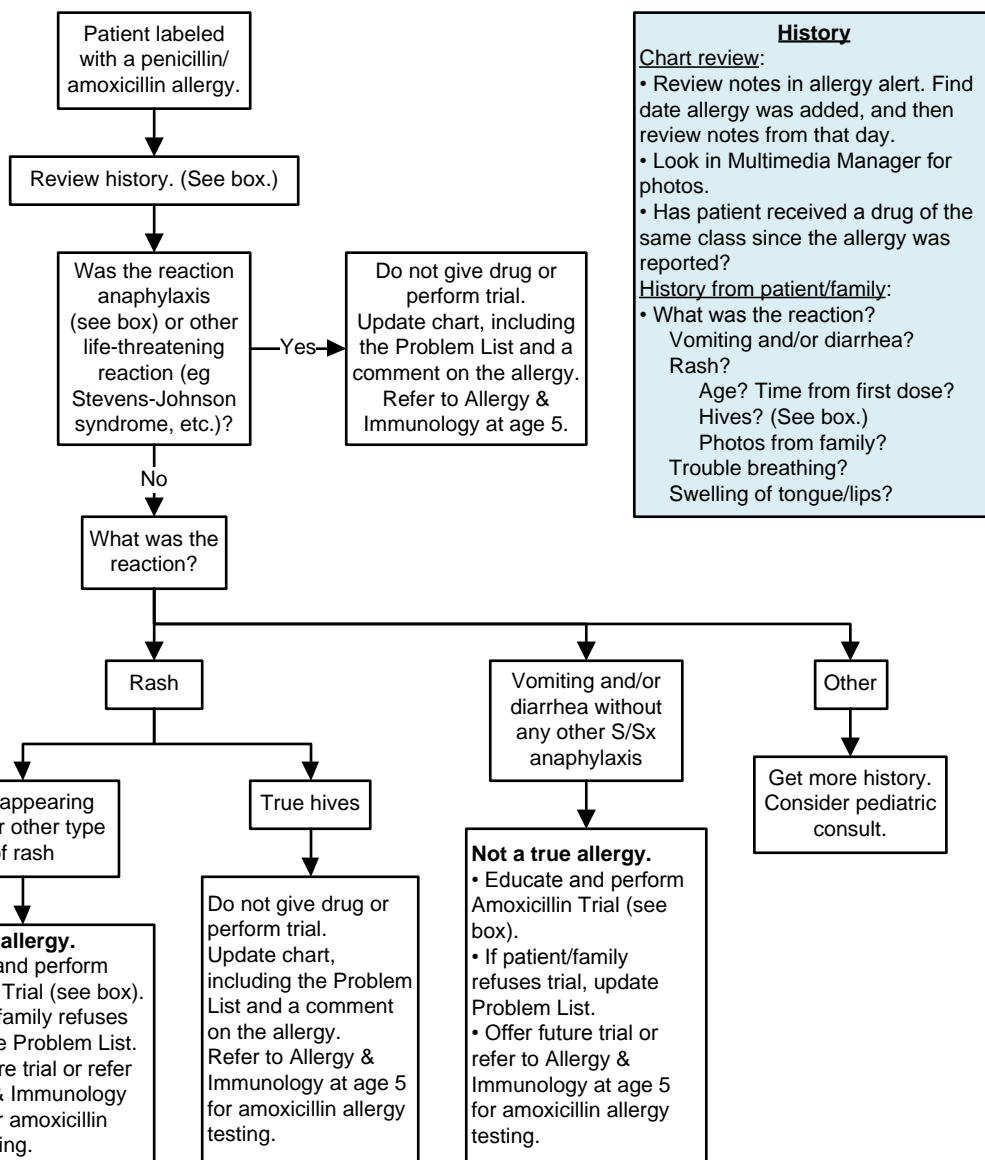 Patient labeled
with a penicillin/
amoxicillin allergy.
Review history. (See box.)
Was the reaction
anaphylaxis
(see box) or other
life-threatening
reaction (eg
Stevens-Johnson
syndrome, etc.)?
Yes
Do not give drug or
perform trial.
Update chart, including
the Problem List and a
comment on the allergy.
Refer to Allergy &
Immunology at age 5.
History
Chart review:
• Review notes in allergy alert. Find
date allergy was added, and then
review notes from that day.
• Look in Multimedia Manager for
photos.
• Has patient received a drug of the
same class since the allergy was
reported?
History from patient/family:
• What was the reaction?
Vomiting and/or diarrhea?
Rash?
Age? Time from first dose?
Hives? (See box.)
Photos from family?
Trouble breathing?
Swelling of tongue/lips?
No
What was the
reaction?
Rash
Vomiting and/or
diarrhea without
any other S/Sx
anaphylaxis
Other
appearing
other type
rash
True hives
Get more history.
Consider pediatric
consult.
allergy.
and perform
Trial (see box).
family refuses
Problem List.
trial or refer
& Immunology
amoxicillin
Do not give drug or
perform trial.
Update chart,
including the Problem
List and a comment
on the allergy.
Refer to Allergy &
Immunology at age 5
for amoxicillin allergy
testing.
Not a true allergy.
• Educate and perform
Amoxicillin Trial (see
box).
• If patient/family
refuses trial, update
Problem List.
• Offer future trial or
refer to Allergy &
Immunology at age 5
for amoxicillin allergy
testing.